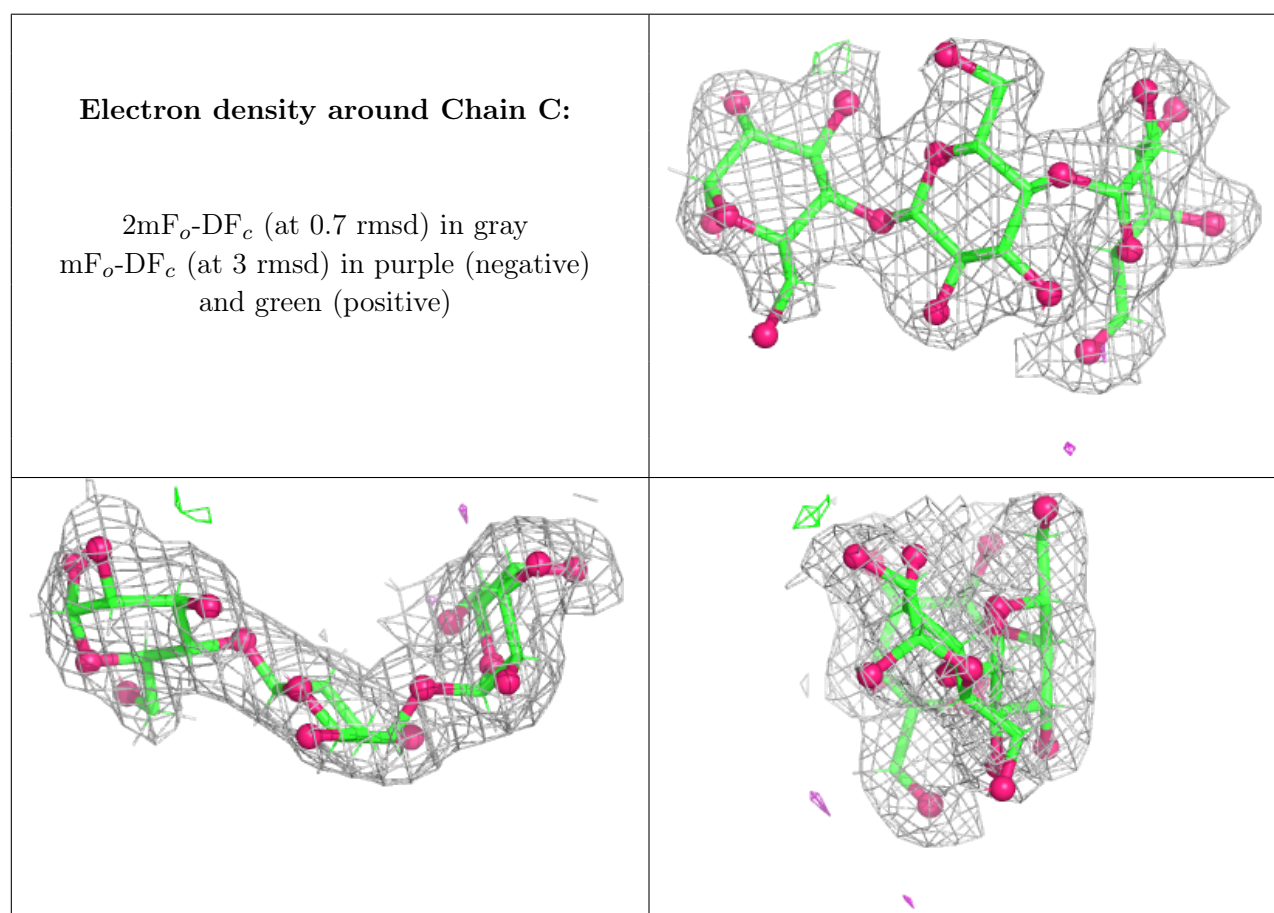 Electron density around Chain C:
2mFₒ-DF𝒸 (at 0.7 rmsd) in gray
mFₒ-DF𝒸 (at 3 rmsd) in purple (negative)
and green (positive)